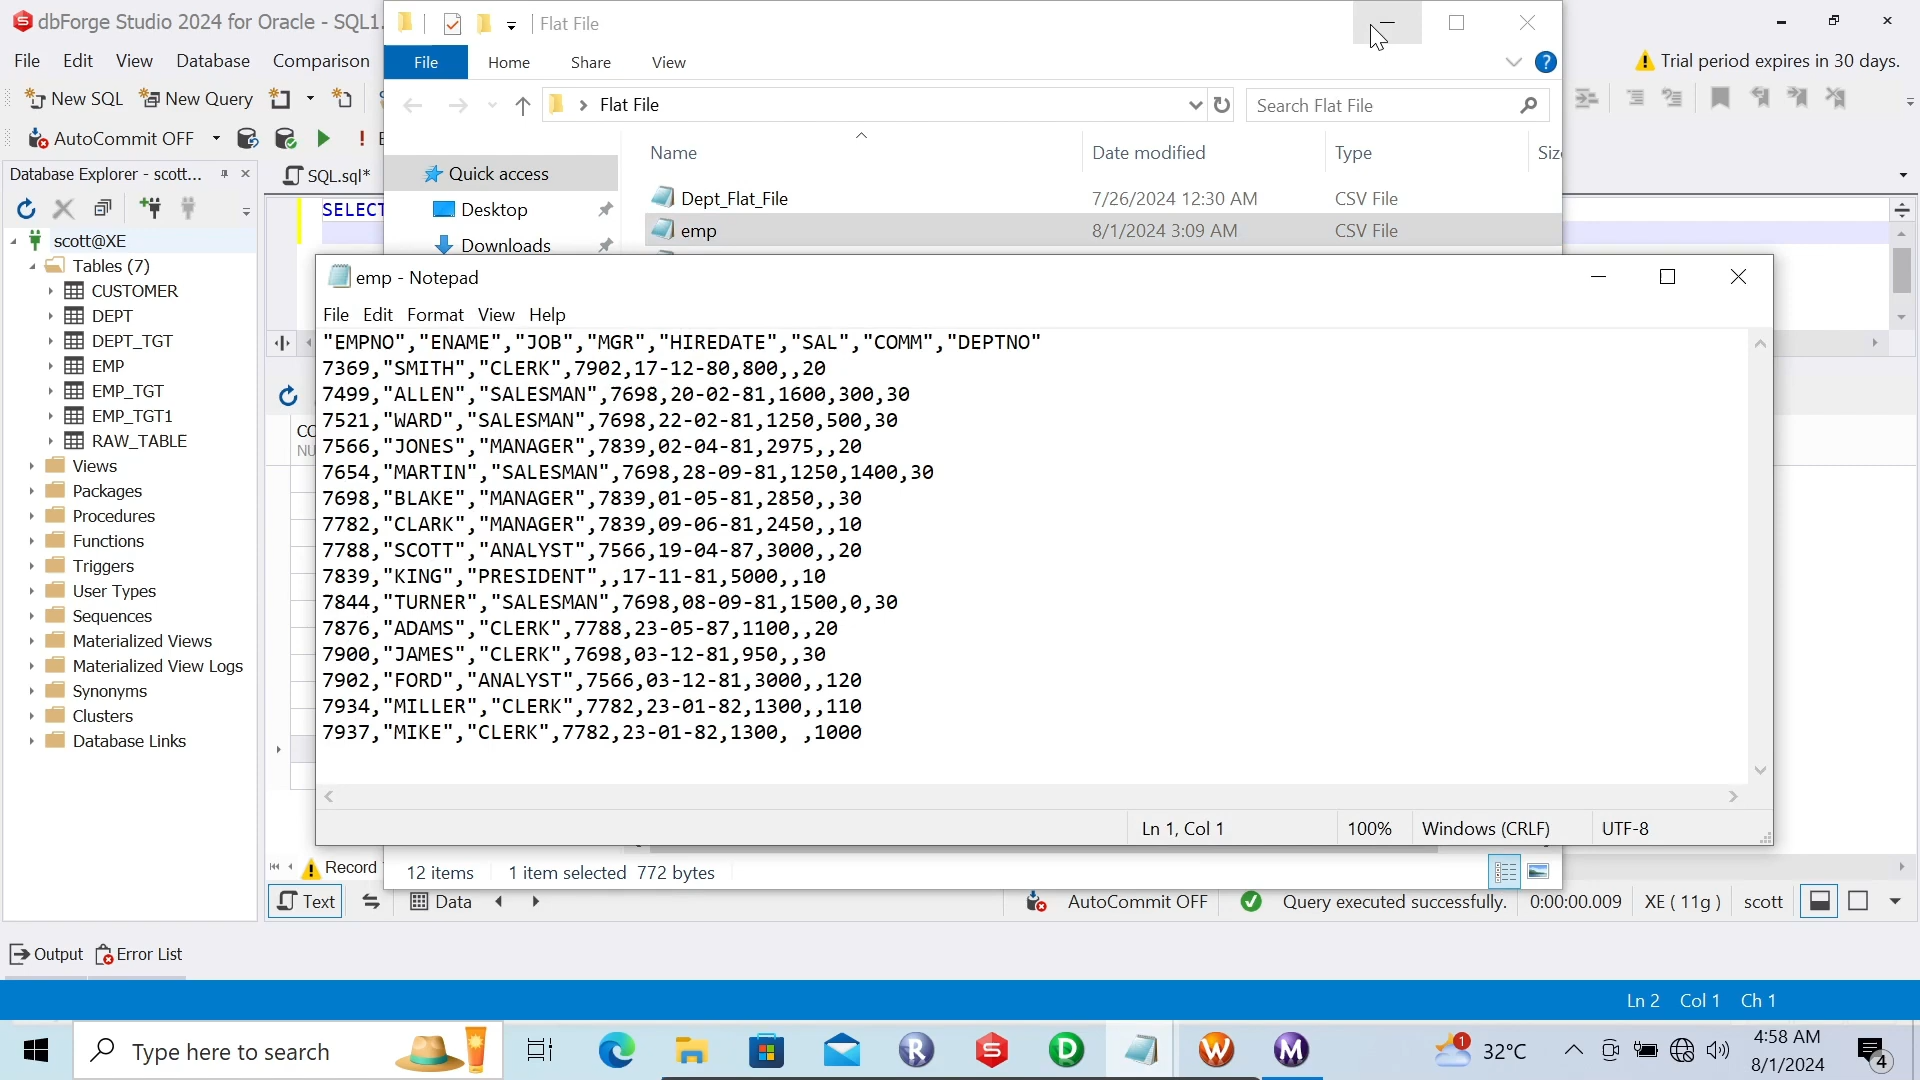 dbForge Studio 2024 for Oracle - SQL1.
File Edit View Database Comparison
New SQL New Query
AutoCommit OFF
Trial period expires in 30 days.
Database Explorer - scott...
scott@XE
Tables (7)
CUSTOMER
DEPT
DEPT_TGT
EMP
EMP_TGT
EMP_TGT1
RAW_TABLE
Views
Packages
Procedures
Functions
Triggers
User Types
Sequences
Materialized Views
Materialized View Logs
Synonyms
Clusters
Database Links
SQL.sql*
SELECT
Flat File
File Home Share View
Flat File
Search Flat File
Quick access
Desktop
Downloads
Name Date modified Type
Dept_Flat_File 7/26/2024 12:30 AM CSV File
emp 8/1/2024 3:09 AM CSV File
emp - Notepad
File Edit Format View Help
"EMPNO","ENAME","JOB","MGR","HIREDATE","SAL","COMM","DEPTNO"
7369,"SMITH","CLERK",7902,17-12-80,800,,20
7499,"ALLEN","SALESMAN",7698,20-02-81,1600,300,30
7521,"WARD","SALESMAN",7698,22-02-81,1250,500,30
7566,"JONES","MANAGER",7839,02-04-81,2975,,20
7654,"MARTIN","SALESMAN",7698,28-09-81,1250,1400,30
7698,"BLAKE","MANAGER",7839,01-05-81,2850,,30
7782,"CLARK","MANAGER",7839,09-06-81,2450,,10
7788,"SCOTT","ANALYST",7566,19-04-87,3000,,20
7839,"KING","PRESIDENT",,17-11-81,5000,,10
7844,"TURNER","SALESMAN",7698,08-09-81,1500,0,30
7876,"ADAMS","CLERK",7788,23-05-87,1100,,20
7900,"JAMES","CLERK",7698,03-12-81,950,,30
7902,"FORD","ANALYST",7566,03-12-81,3000,,120
7934,"MILLER","CLERK",7782,23-01-82,1300,,110
7937,"MIKE","CLERK",7782,23-01-82,1300, ,1000
Ln 1, Col 1 100% Windows (CRLF) UTF-8
Record
12 items 1 item selected 772 bytes
Text Data AutoCommit OFF Query executed successfully. 0:00:00.009 XE ( 11g ) scott
Output Error List
Ln 2 Col 1 Ch 1
Type here to search
1 32°C
4:58 AM
8/1/2024
4